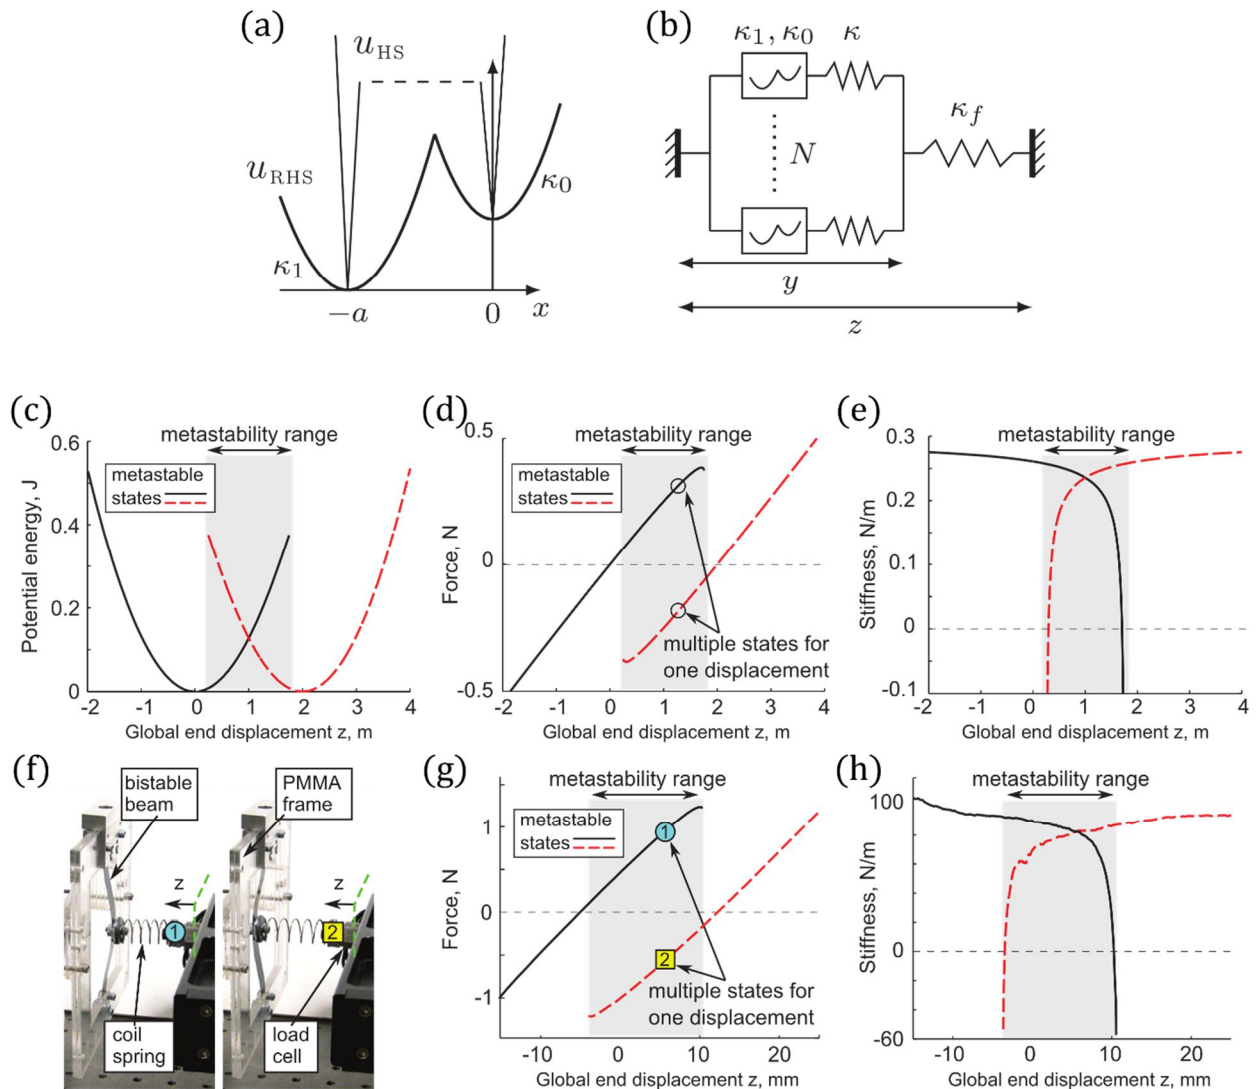 (a)
u_HS
u_RHS
κ_0
κ_1
−a
0
x
(b)
κ_1, κ_0
κ
κ_f
N
y
z
(c)
metastability range
metastable
states
Potential energy, J
0.6
0.4
0.2
0
-2
-1
0
1
2
3
4
Global end displacement z, m
(d)
metastability range
metastable
states
Force, N
0.5
0
-0.5
multiple states for
one displacement
-2
-1
0
1
2
3
4
Global end displacement z, m
(e)
metastability range
Stiffness, N/m
0.3
0.2
0.1
0
-0.1
-2
-1
0
1
2
3
4
Global end displacement z, m
(f)
bistable
beam
PMMA
frame
z
z
1
2
coil
spring
load
cell
(g)
metastability range
metastable
states
Force, N
1
0
-1
1
2
multiple states for
one displacement
-10
0
10
20
Global end displacement z, mm
(h)
metastability range
Stiffness, N/m
100
0
-60
-10
0
10
20
Global end displacement z, mm